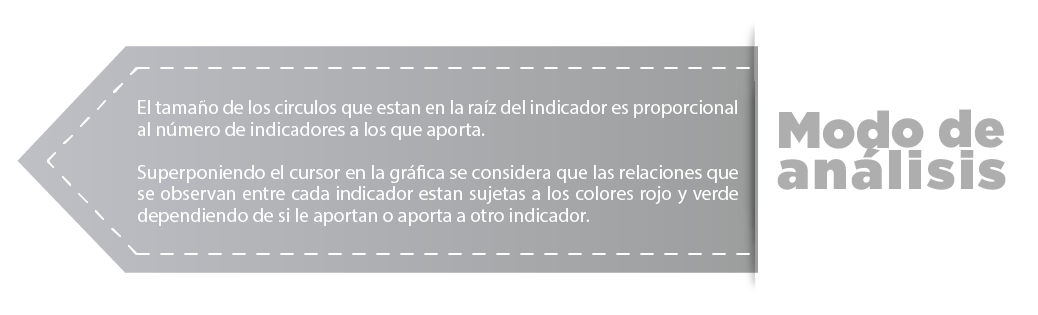 El tamaño de los circulos que estan en la raíz del indicador es proporcional
al número de indicadores a los que aporta.
Superponiendo el cursor en la gráfica se considera que las relaciones que
se observan entre cada indicador estan sujetas a los colores rojo y verde
dependiendo de si le aportan o aporta a otro indicador.
Modo de
análisis